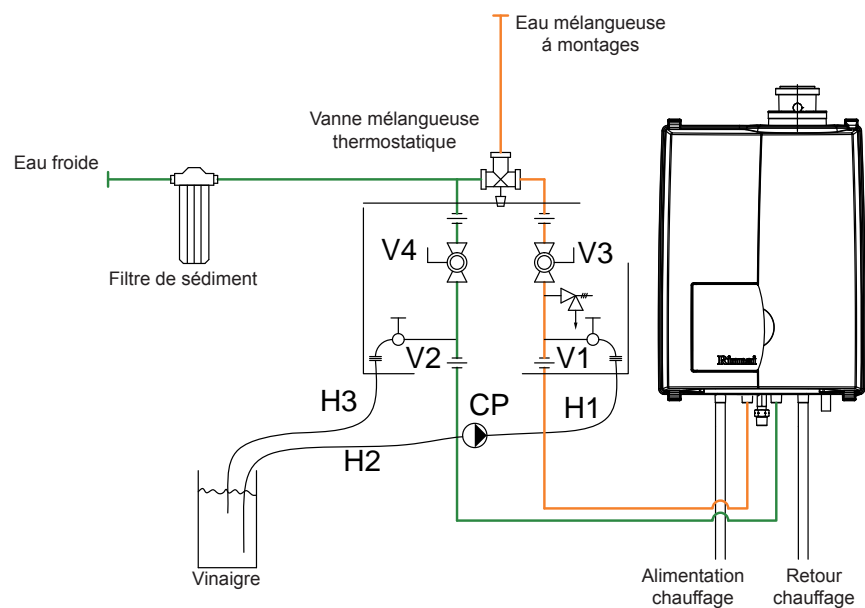 Eau mélangueuse
á montages
Vanne mélangueuse
thermostatique
Eau froide
Filtre de sédiment
V4
V3
V2
V1
H3
CP
H1
H2
Vinaigre
Rinnai
Alimentation
chauffage
Retour
chauffage